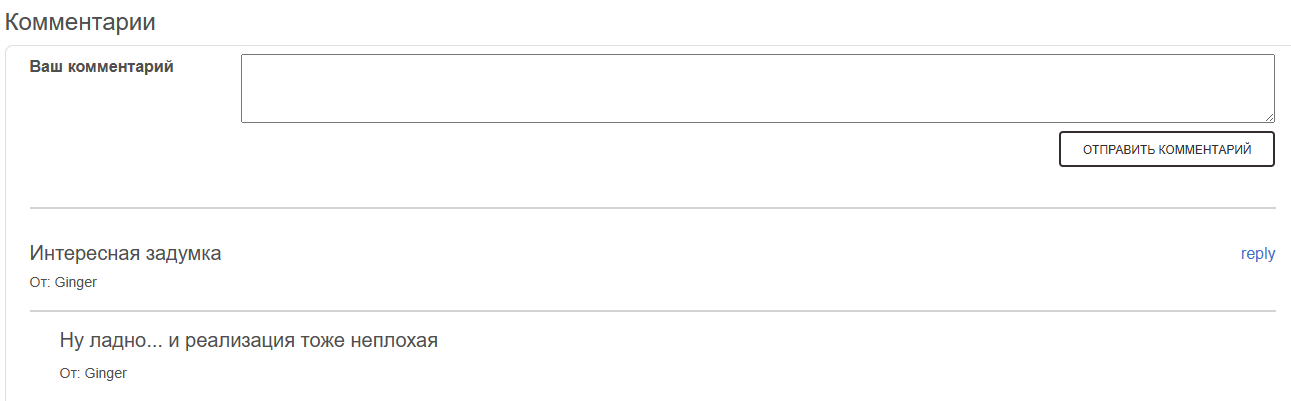 Комментарии
Ваш комментарий
ОТПРАВИТЬ КОММЕНТАРИЙ
Интересная задумка
reply
От: Ginger
Ну ладно... и реализация тоже неплохая
От: Ginger